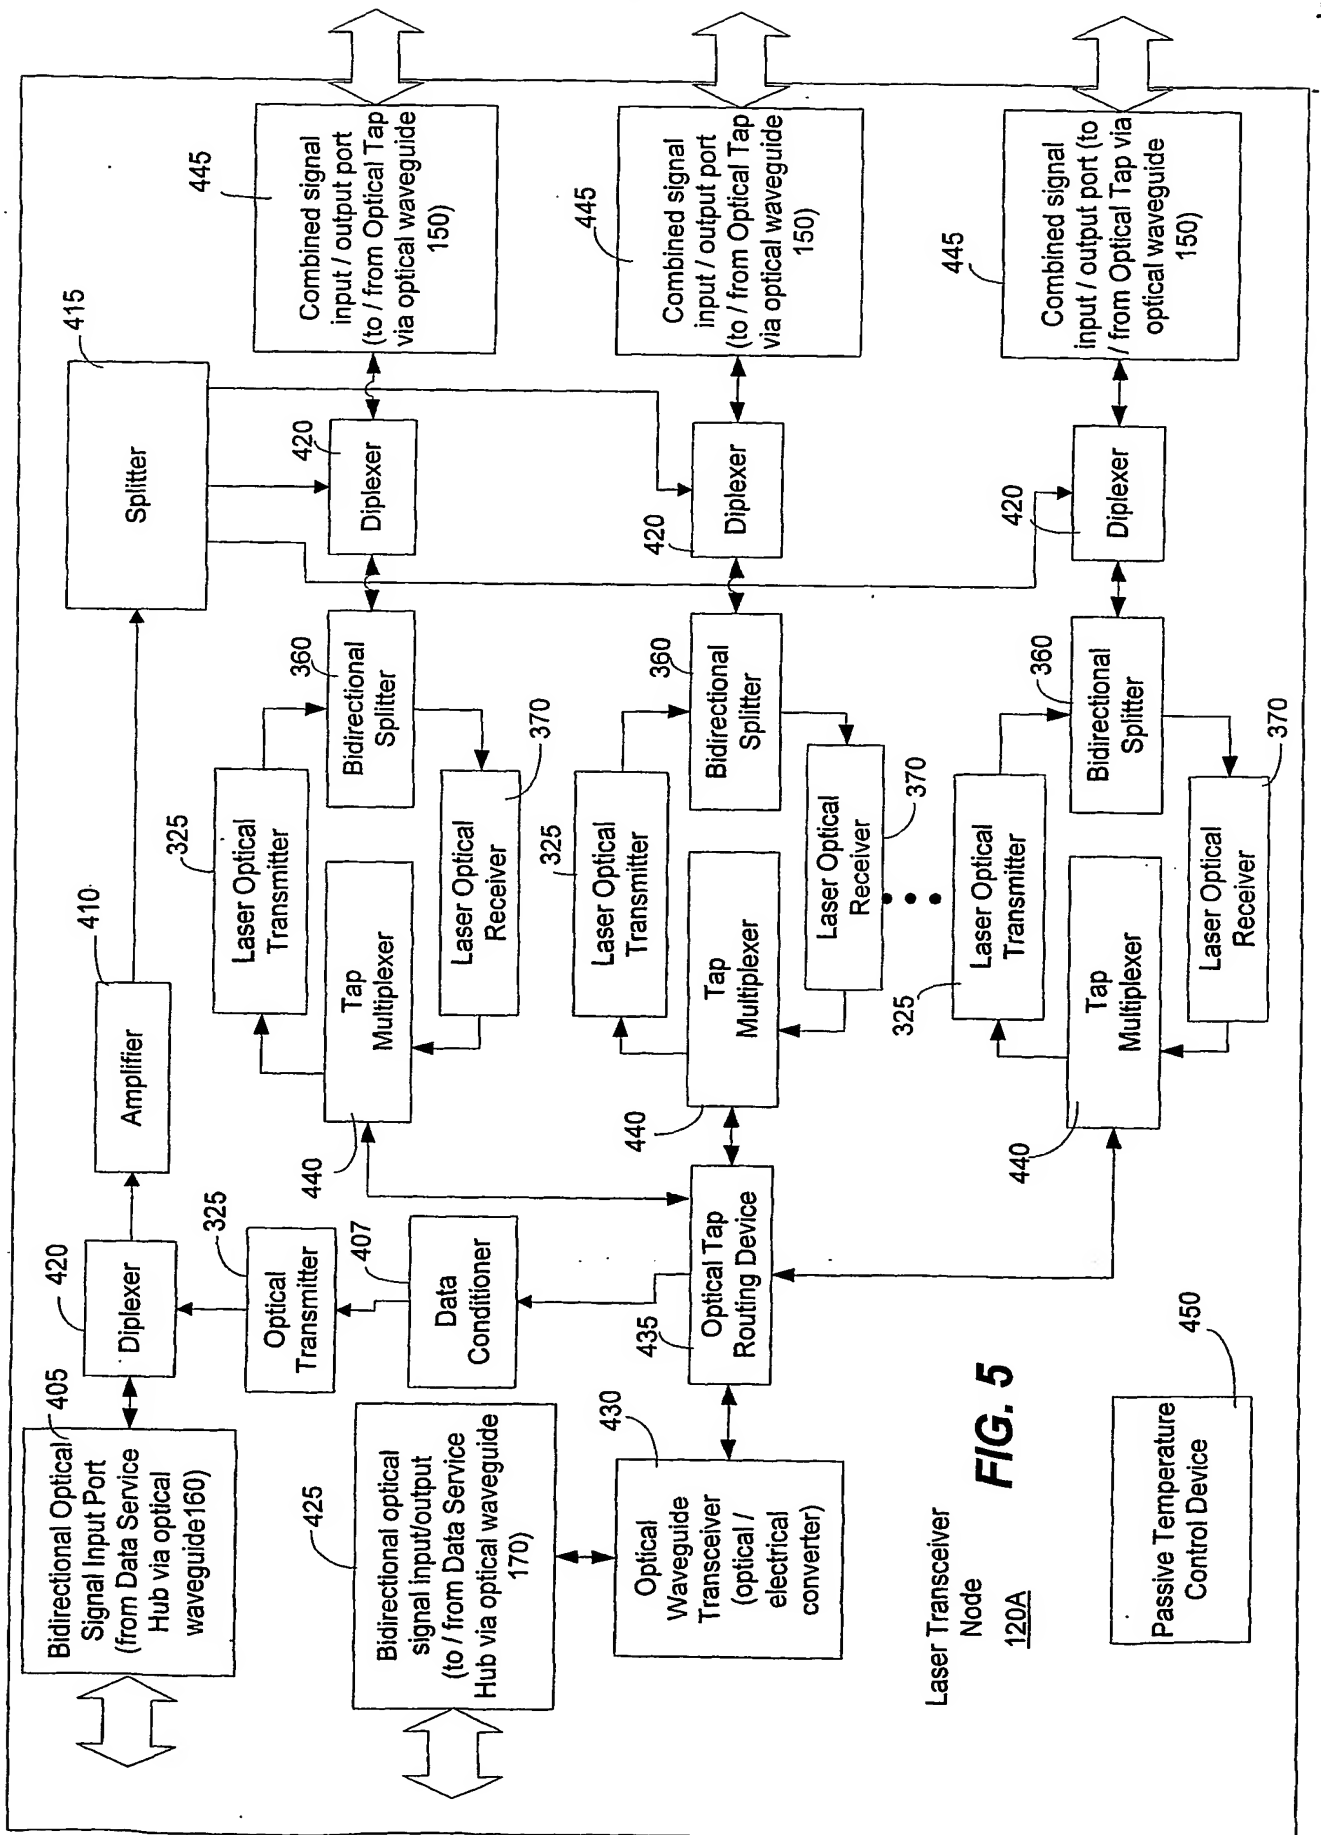 405
Bidirectional Optical
Signal Input Port
(from Data Service
Hub via optical
waveguide160)
420
Diplexer
410
Amplifier
415
Splitter
325
Optical
Transmitter
407
Data
Conditioner
425
Bidirectional optical
signal input/output
(to / from Data Service
Hub via optical waveguide
170)
430
Optical
Waveguide
Transceiver
(optical /
electrical
converter)
435
Optical Tap
Routing Device
440
Tap
Multiplexer
325
Laser Optical
Transmitter
370
Laser Optical
Receiver
360
Bidirectional
Splitter
420
Diplexer
445
Combined signal
input / output port
(to / from Optical Tap
via optical waveguide
150)
440
Tap
Multiplexer
325
Laser Optical
Transmitter
370
Laser Optical
Receiver
360
Bidirectional
Splitter
420
Diplexer
445
Combined signal
input / output port
(to / from Optical Tap
via optical waveguide
150)
440
Tap
Multiplexer
325
Laser Optical
Transmitter
370
Laser Optical
Receiver
360
Bidirectional
Splitter
420
Diplexer
445
Combined signal
input / output port (to
/ from Optical Tap via
optical waveguide
150)
Laser Transceiver
Node
120A
FIG. 5
450
Passive Temperature
Control Device